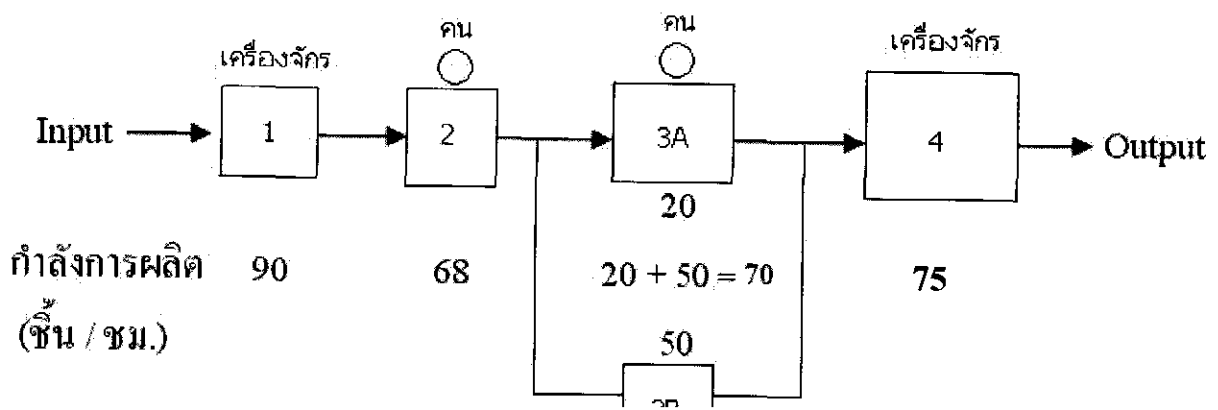 เครื่องจักร
คน
คน
เครื่องจักร
Input
1
2
3A
4
Output
20
กำลังการผลิต 90 68 20 + 50 = 70 75
(ชิ้น / ชม.)
50